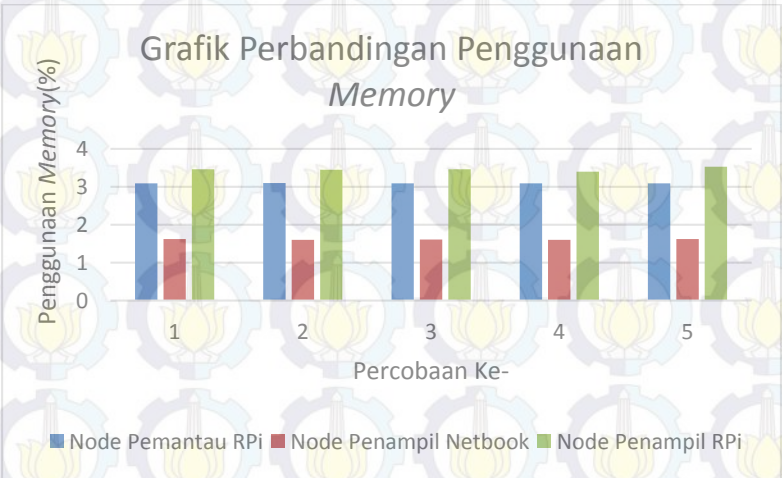 Grafik Perbandingan Penggunaan
Memory
Penggunaan Memory(%)
4
3
2
1
0
1 2 3 4 5
Percobaan Ke-
Node Pemantau RPi Node Penampil Netbook Node Penampil RPi